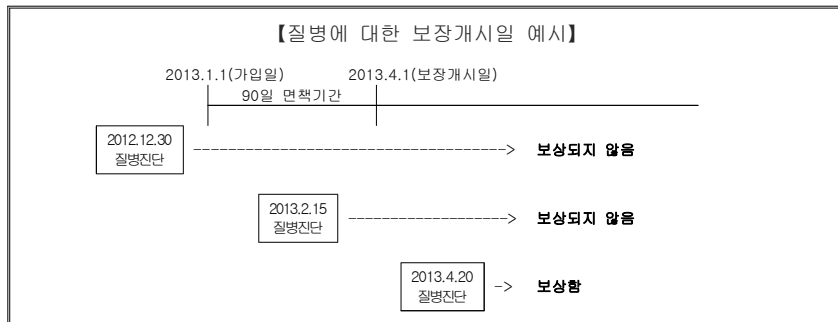 【질병에 대한 보장개시일 예시】
2013.1.1(가입일) 2013.4.1(보장개시일)
90일 면책기간
2012.12.30
질병진단
보상되지 않음
2013.2.15
질병진단
보상되지 않음
2013.4.20
질병진단
보상함